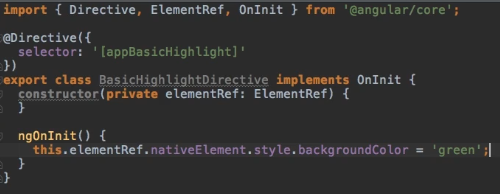 import { Directive, ElementRef, OnInit } from '@angular/core';
@Directive({
selector: '[appBasicHighlight]'
})
export class BasicHighlightDirective implements OnInit {
constructor(private elementRef: ElementRef) {
}
ngOnInit() {
this.elementRef.nativeElement.style.backgroundColor = 'green';
}
}